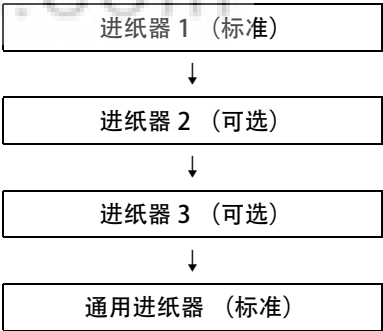 进纸器 1 （标准）
↓
进纸器 2 （可选）
↓
进纸器 3 （可选）
↓
通用进纸器 （标准）